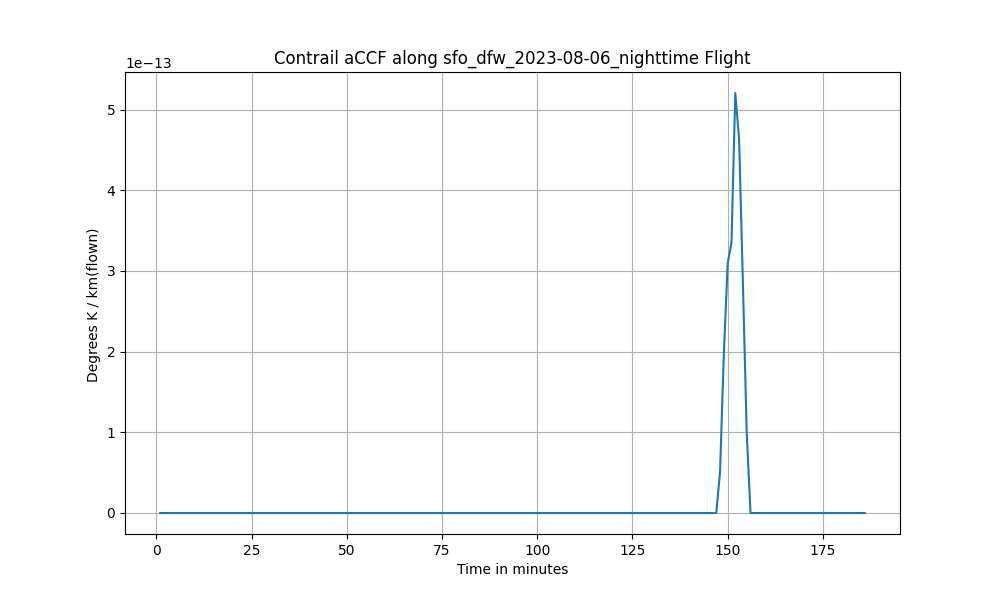 Contrail aCCF along sfo_dfw_2023-08-06_nighttime Flight
1e−13
5
4
3
2
1
0
Degrees K / km(flown)
0 25 50 75 100 125 150 175
Time in minutes